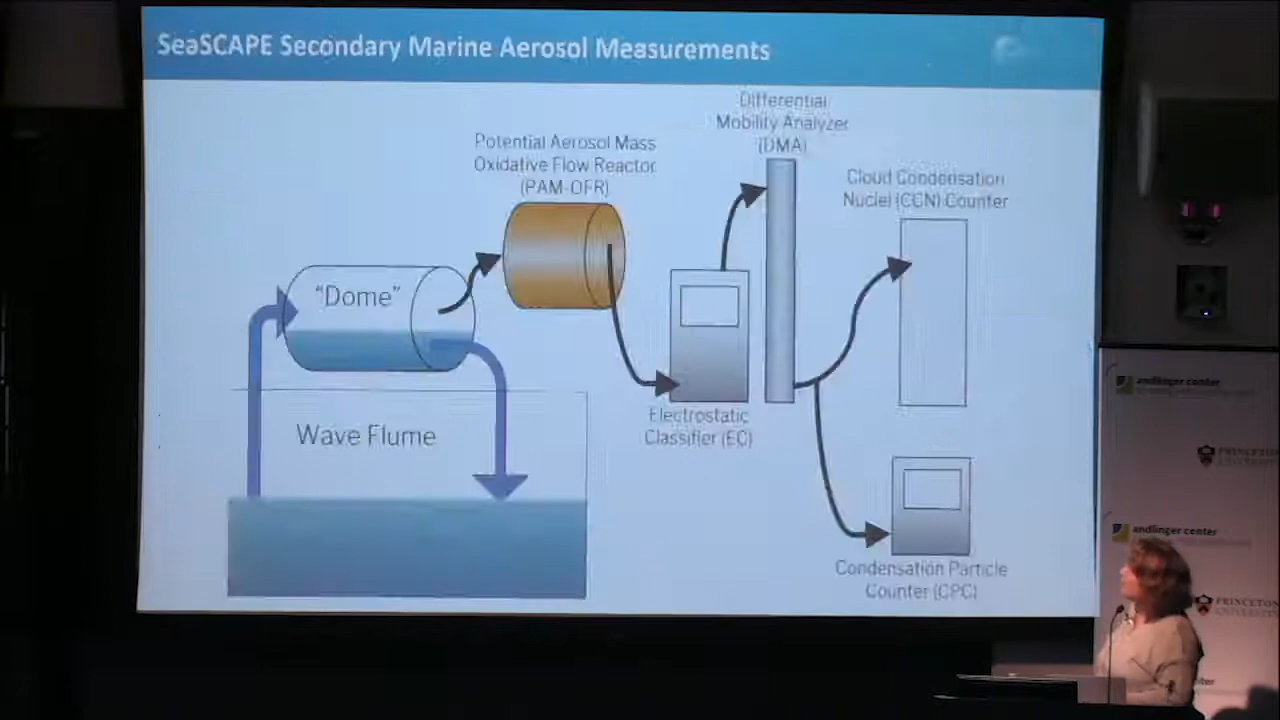 SeaSCAPE Secondary Marine Aerosol Measurements
Differential
Mobility Analyzer
(DMA)
Potential Aerosol Mass
Oxidative Flow Reactor
(PAM-OFR)
Cloud Condensation
Nuclei (CCN) Counter
"Dome"
Electrostatic
Classifier (EC)
Wave Flume
Condensation Particle
Counter (CPC)
andlinger center
PRINCETON
UNIVERSITY
andlinger center
PRINCETON
UNIVERSITY